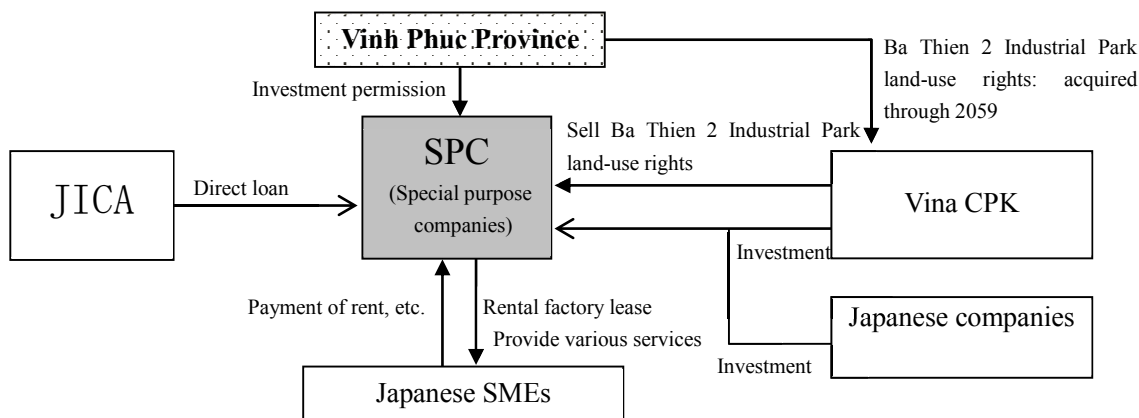 Vinh Phuc Province
Ba Thien 2 Industrial Park
land-use rights: acquired
through 2059
Investment permission
Sell Ba Thien 2 Industrial Park
land-use rights
SPC
(Special purpose
companies)
JICA
Direct loan
Vina CPK
Investment
Payment of rent, etc.
Rental factory lease
Provide various services
Japanese companies
Investment
Japanese SMEs